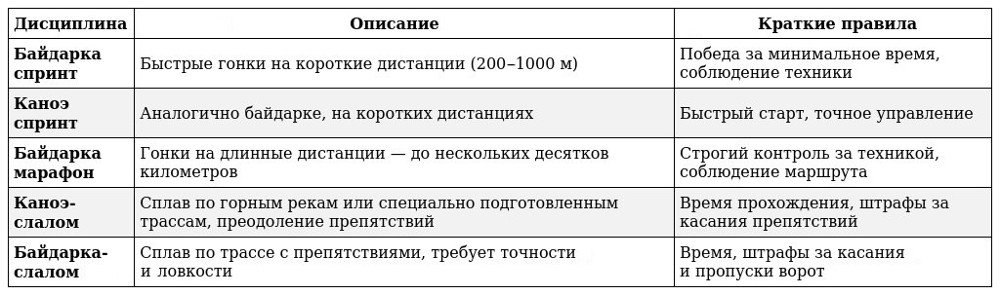 Дисциплина Описание Краткие правила
Байдарка
спринт
Быстрые гонки на короткие дистанции (200–1000 м)
Победа за минимальное время,
соблюдение техники
Каноэ
спринт
Аналогично байдарке, на коротких дистанциях
Быстрый старт, точное управление
Байдарка
марафон
Гонки на длинные дистанции — до нескольких десятков
километров
Строгий контроль за техникой,
соблюдение маршрута
Каноэ-
слалом
Сплав по горным рекам или специально подготовленным
трассам, преодоление препятствий
Время прохождения, штрафы за
касания препятствий
Байдарка-
слалом
Сплав по трассе с препятствиями, требует точности
и ловкости
Время, штрафы за касания
и пропуски ворот